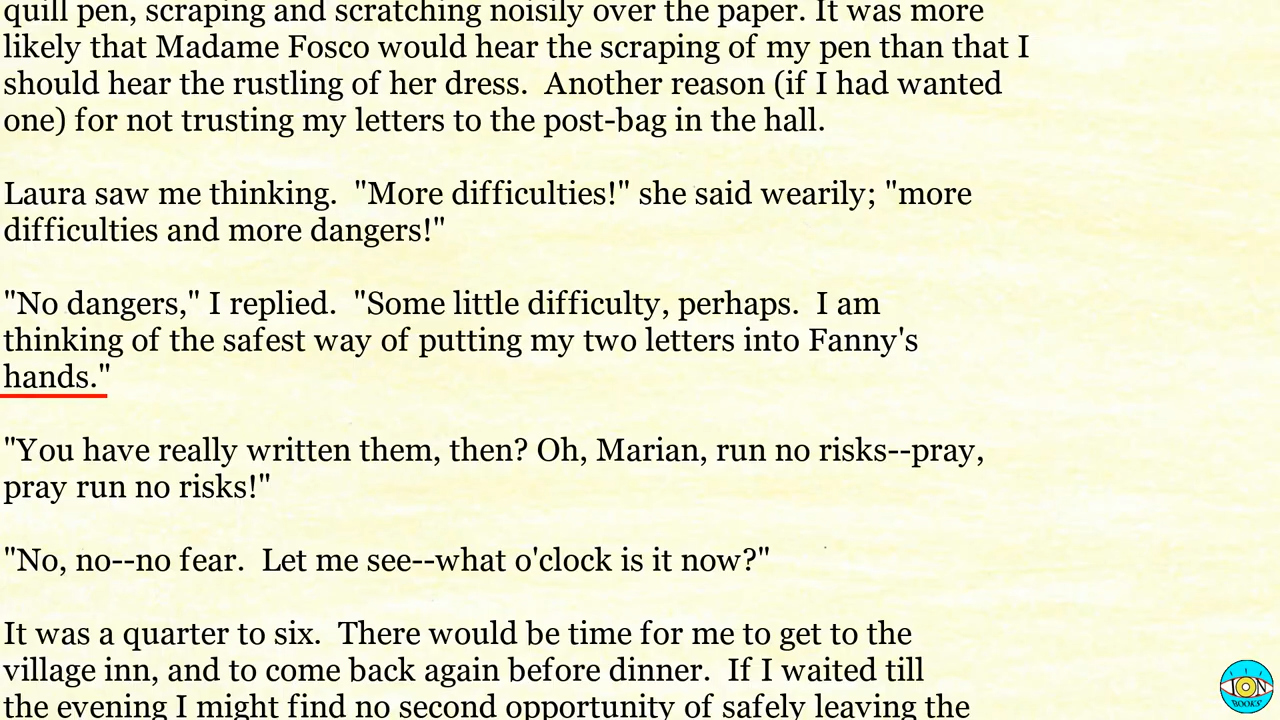 quill pen, scraping and scratching noisily over the paper. It was more
likely that Madame Fosco would hear the scraping of my pen than that I
should hear the rustling of her dress.  Another reason (if I had wanted
one) for not trusting my letters to the post-bag in the hall.
Laura saw me thinking.  "More difficulties!" she said wearily; "more
difficulties and more dangers!"
"No dangers," I replied.  "Some little difficulty, perhaps.  I am
thinking of the safest way of putting my two letters into Fanny's
hands."
"You have really written them, then? Oh, Marian, run no risks--pray,
pray run no risks!"
"No, no--no fear.  Let me see--what o'clock is it now?"
It was a quarter to six.  There would be time for me to get to the
village inn, and to come back again before dinner.  If I waited till
the evening I might find no second opportunity of safely leaving the
ION
BOOKS